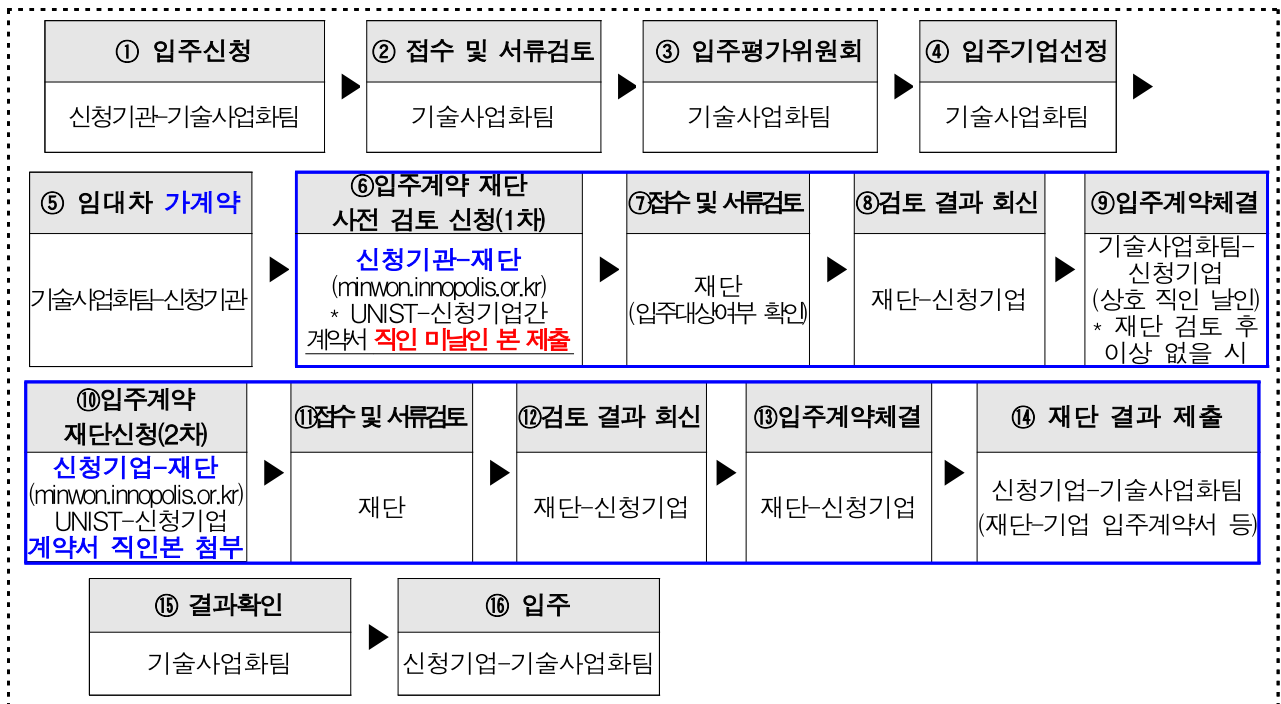 ① 입주신청
신청기관-기술사업화팀
② 접수 및 서류검토
기술사업화팀
③ 입주평가위원회
기술사업화팀
④ 입주기업선정
기술사업화팀
⑤ 임대차 가계약
기술사업화팀-신청기관
⑥입주계약 재단
사전 검토 신청(1차)
신청기관-재단
(minwon.innopolis.or.kr)
* UNIST-신청기업간
계약서 직인 미날인 본 제출
⑦접수 및 서류검토
재단
(입주대상여부 확인)
⑧검토 결과 회신
재단-신청기업
⑨입주계약체결
기술사업화팀-
신청기업
(상호 직인 날인)
* 재단 검토 후
이상 없을 시
⑩입주계약
재단신청(2차)
신청기업-재단
(minwon.innopolis.or.kr)
UNIST-신청기업
계약서 직인본 첨부
⑪접수 및 서류검토
재단
⑫검토 결과 회신
재단-신청기업
⑬입주계약체결
재단-신청기업
⑭ 재단 결과 제출
신청기업-기술사업화팀
(재단-기업 입주계약서 등)
⑮ 결과확인
기술사업화팀
⑯ 입주
신청기업-기술사업화팀